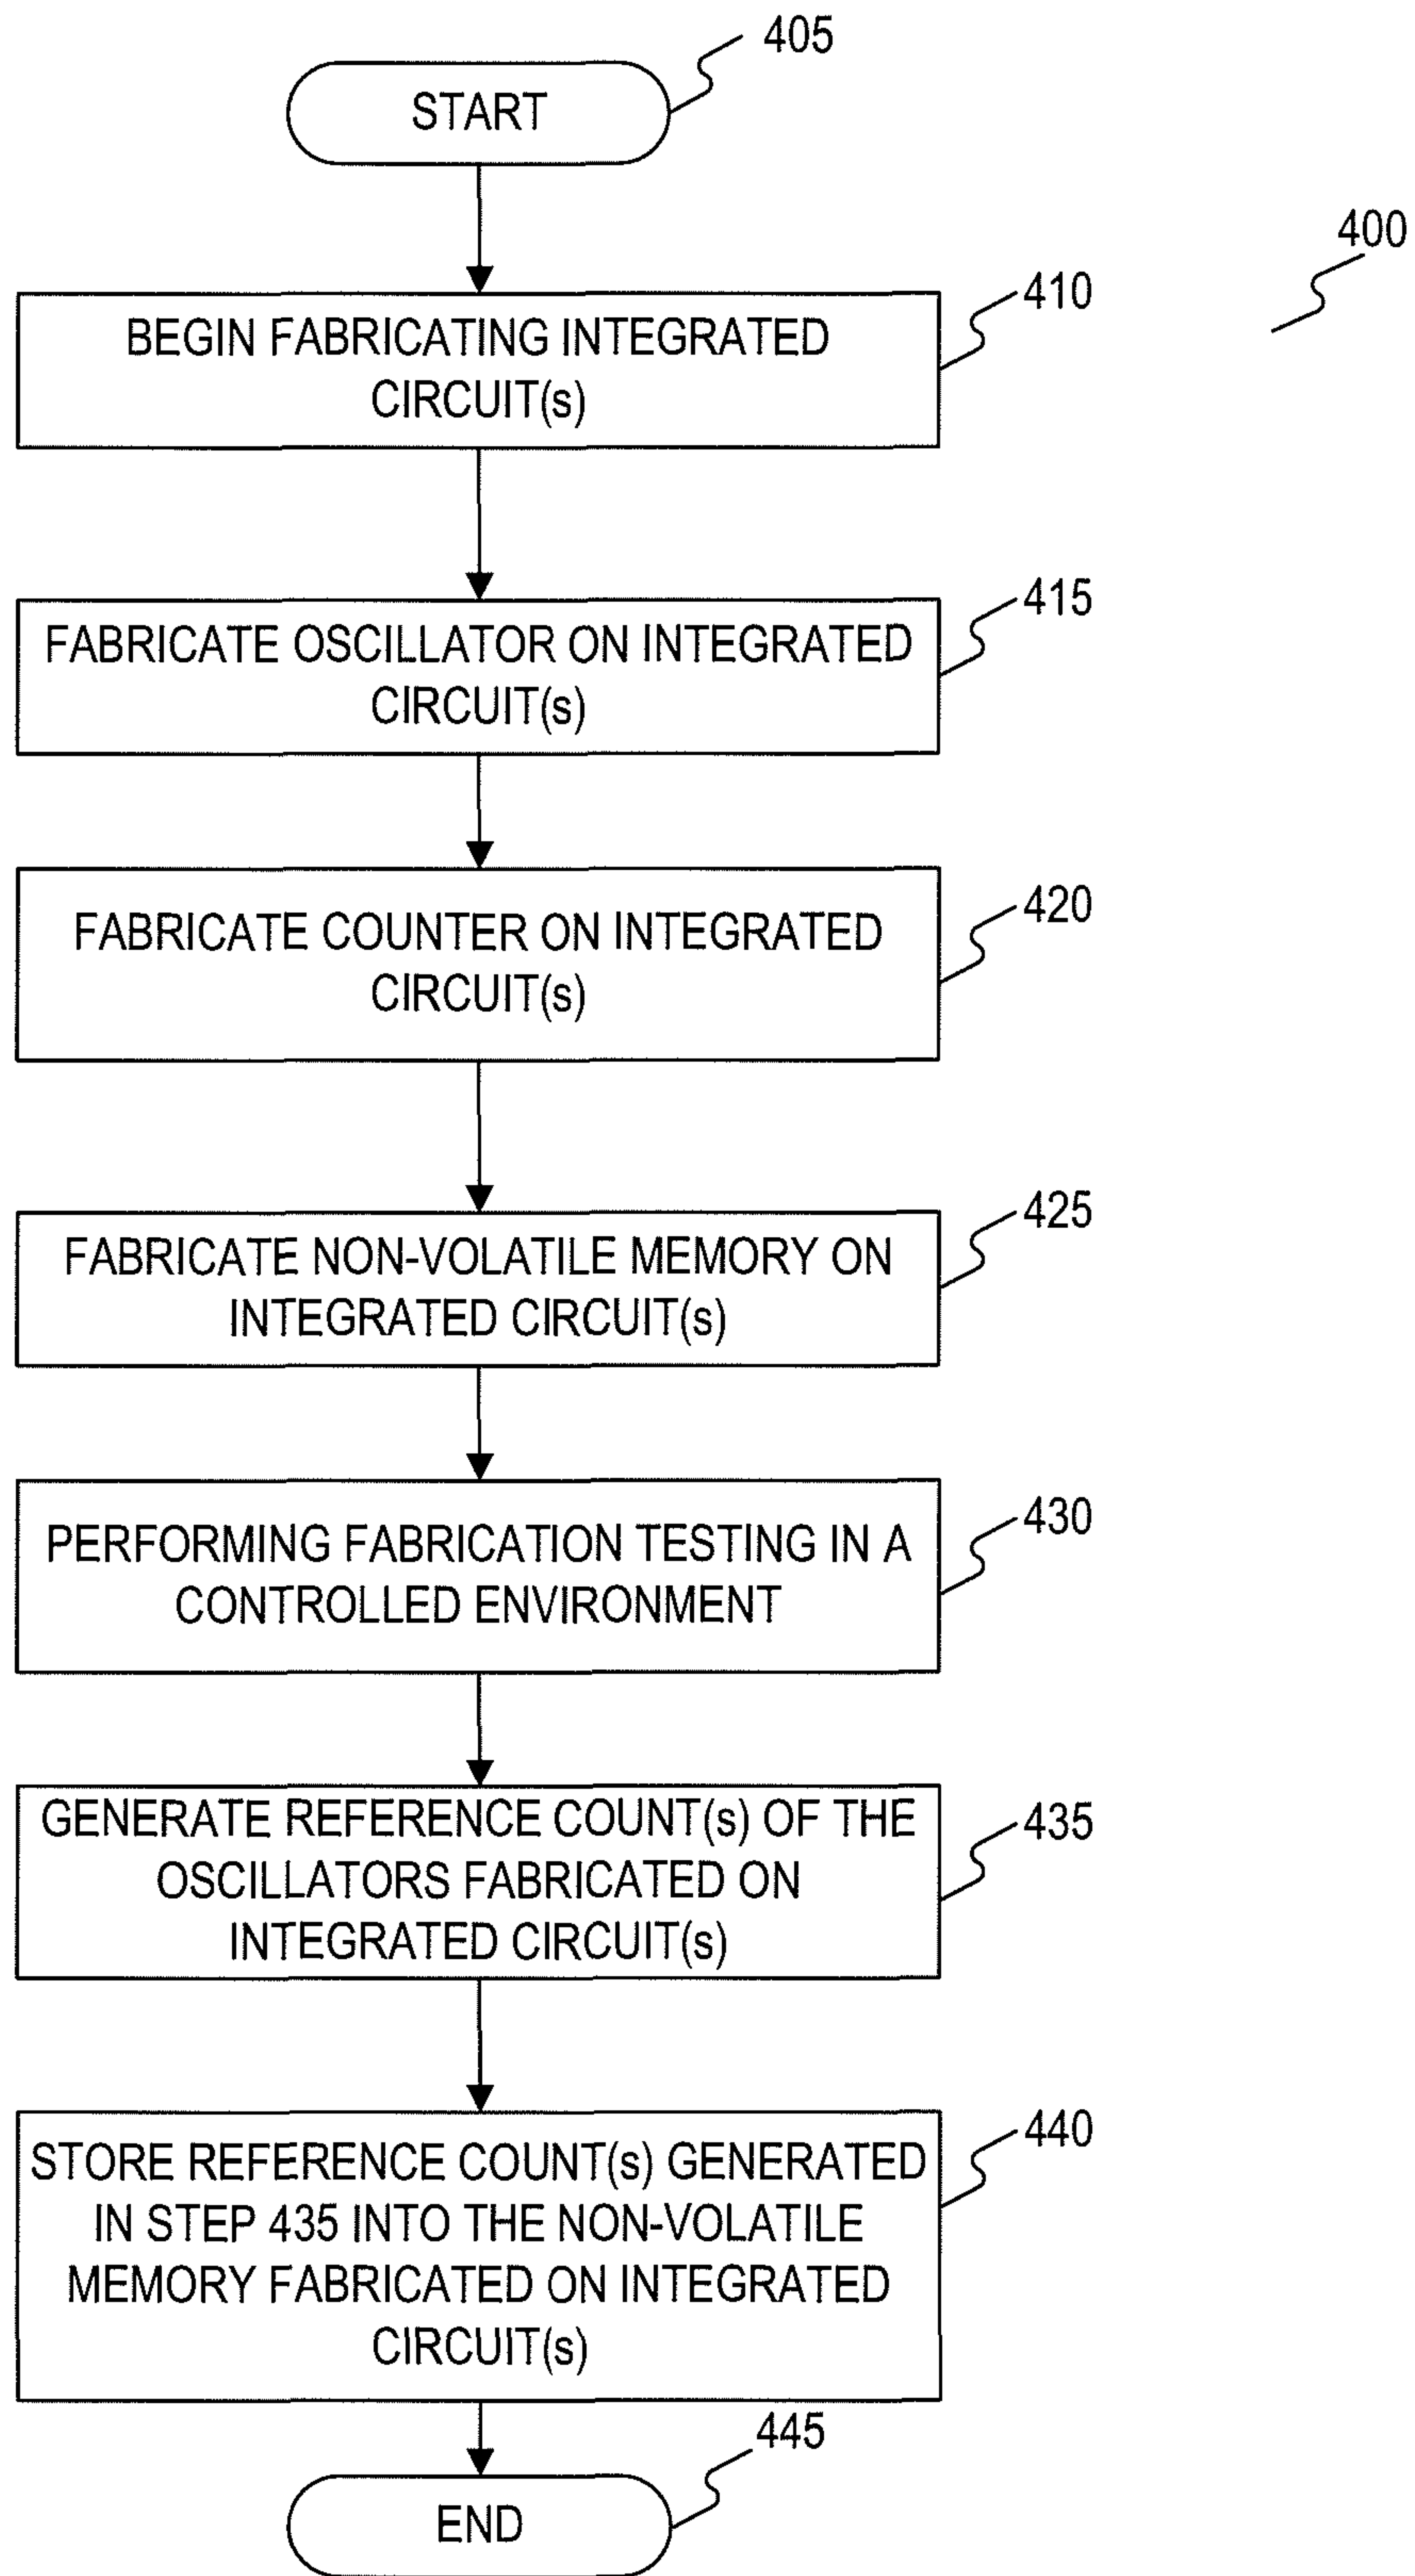 405
START
400
410
BEGIN FABRICATING INTEGRATED
CIRCUIT(s)
415
FABRICATE OSCILLATOR ON INTEGRATED
CIRCUIT(s)
420
FABRICATE COUNTER ON INTEGRATED
CIRCUIT(s)
425
FABRICATE NON-VOLATILE MEMORY ON
INTEGRATED CIRCUIT(s)
430
PERFORMING FABRICATION TESTING IN A
CONTROLLED ENVIRONMENT
435
GENERATE REFERENCE COUNT(s) OF THE
OSCILLATORS FABRICATED ON
INTEGRATED CIRCUIT(s)
440
STORE REFERENCE COUNT(s) GENERATED
IN STEP 435 INTO THE NON-VOLATILE
MEMORY FABRICATED ON INTEGRATED
CIRCUIT(s)
445
END